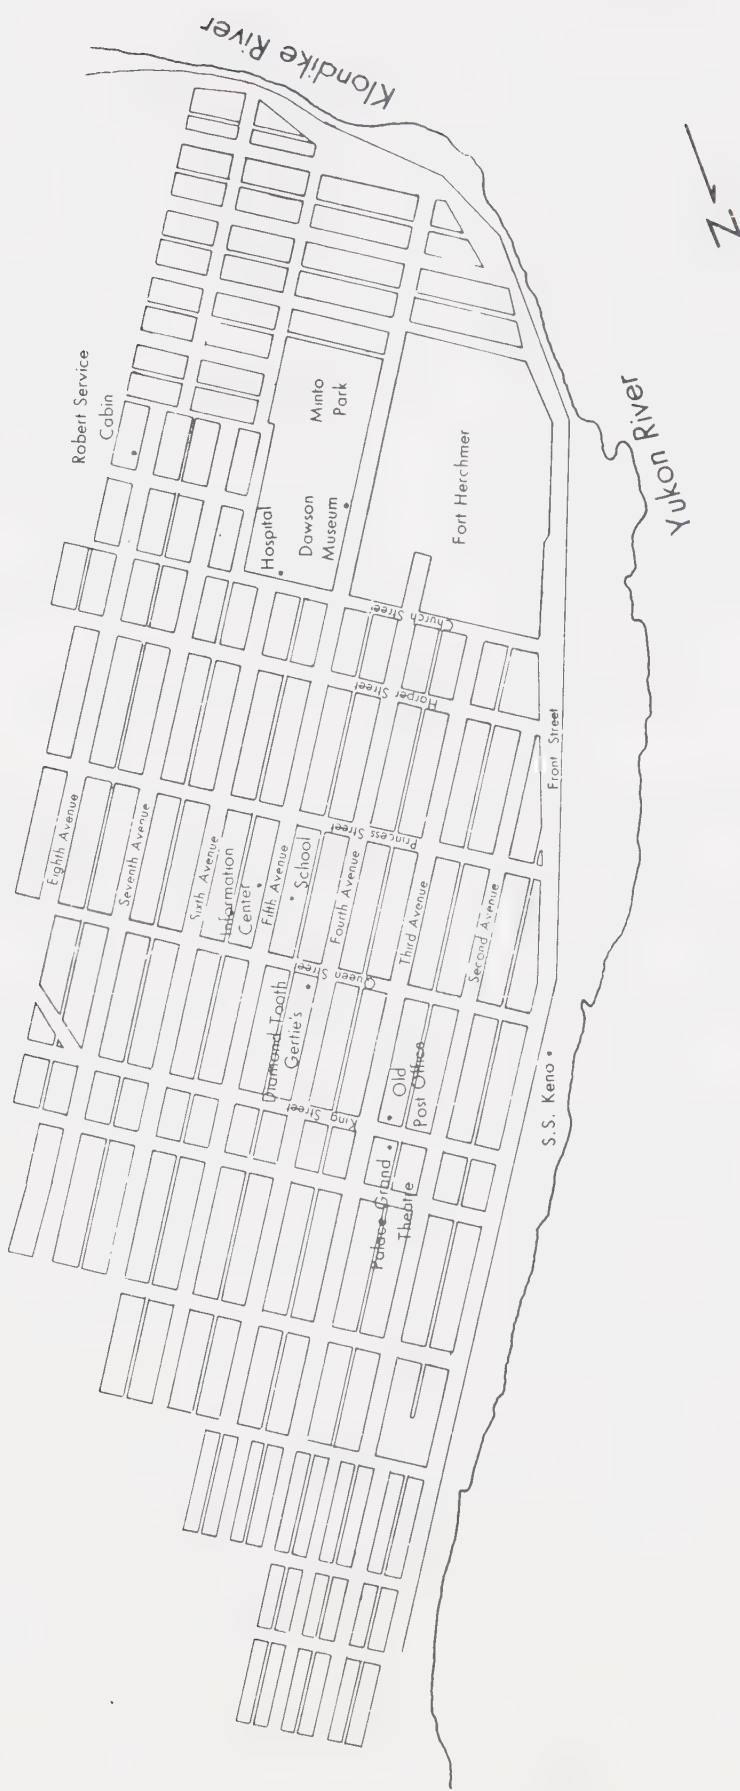 Klondike River
Z
Robert Service
Cabin
Minto
Park
Yukon River
Hospital
Dawson
Museum
Fort Herchmer
Church Street
Harper Street
Front Street
Princess Street
Eighth Avenue
Seventh Avenue
Sixth Avenue
Information
Center
Fifth Avenue
School
Fourth Avenue
Third Avenue
Second Avenue
Queen Street
Diamond Tooth
Gertie's
Old
Post Office
S.S. Keno
King Street
Palace Grand
Theatre